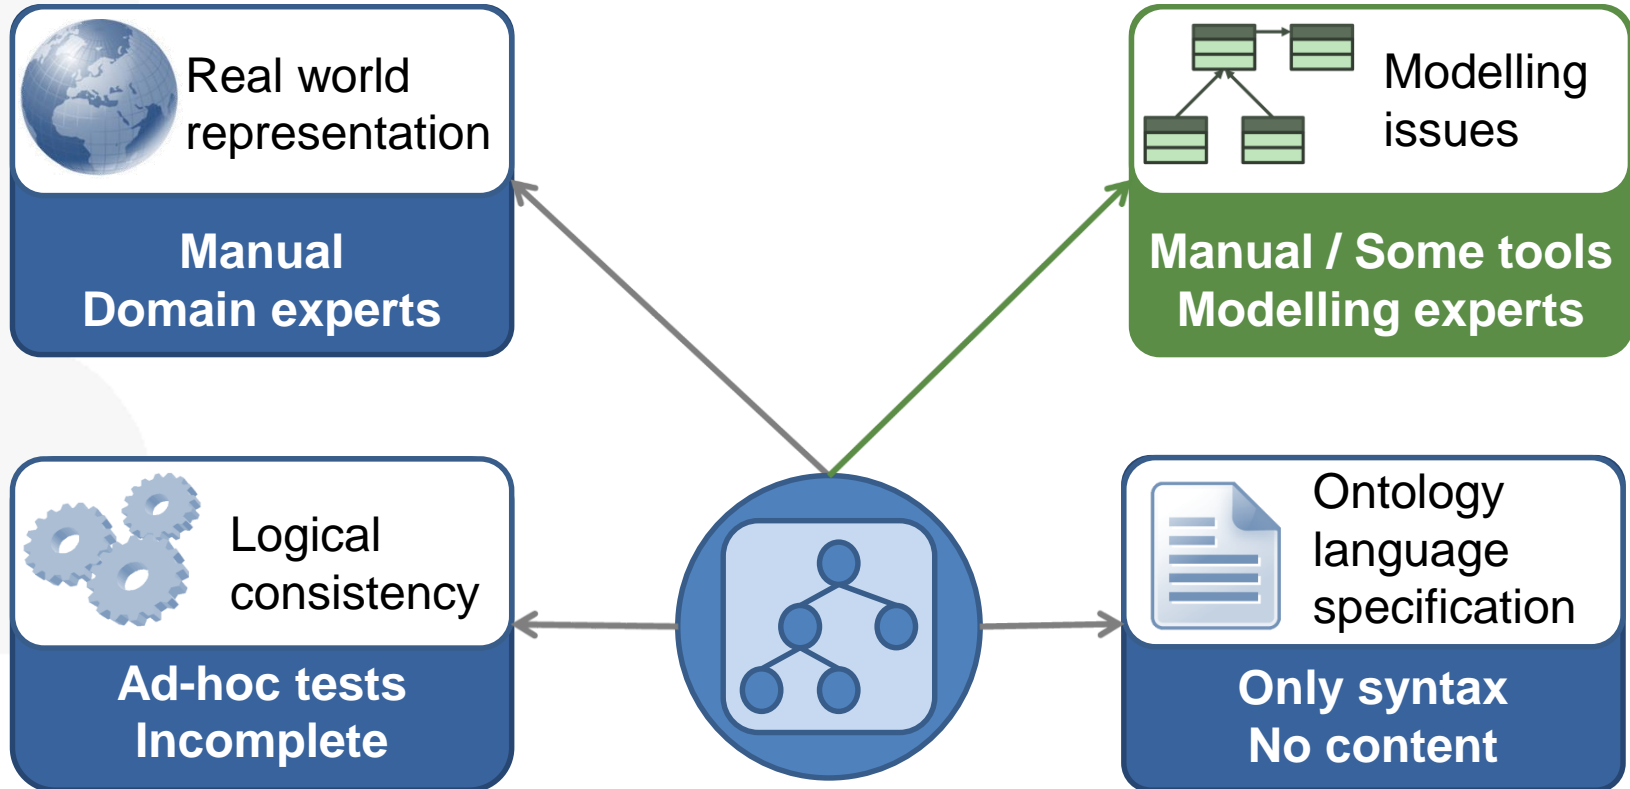 Real world
representation
Manual
Domain experts
Modelling
issues
Manual / Some tools
Modelling experts
Logical
consistency
Ad-hoc tests
Incomplete
Ontology
language
specification
Only syntax
No content